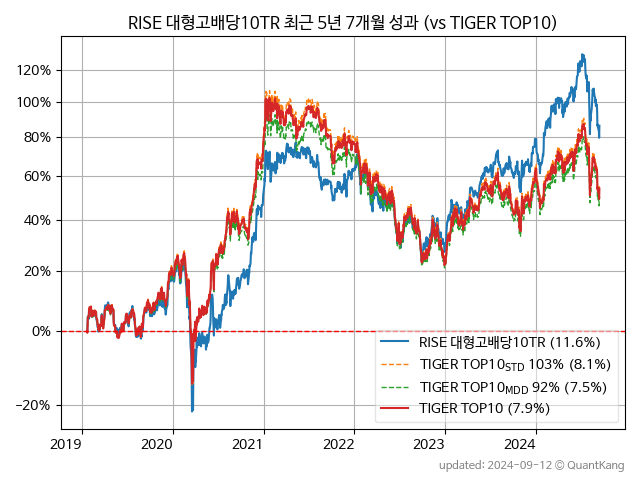 RISE 대형고배당10TR 최근 5년 7개월 성과 (vs TIGER TOP10)
120%
100%
80%
60%
40%
20%
0%
−20%
RISE 대형고배당10TR (11.6%)
TIGER TOP10STD 103% (8.1%)
TIGER TOP10MDD 92% (7.5%)
TIGER TOP10 (7.9%)
2019 2020 2021 2022 2023 2024
updated: 2024-09-12 © QuantKang